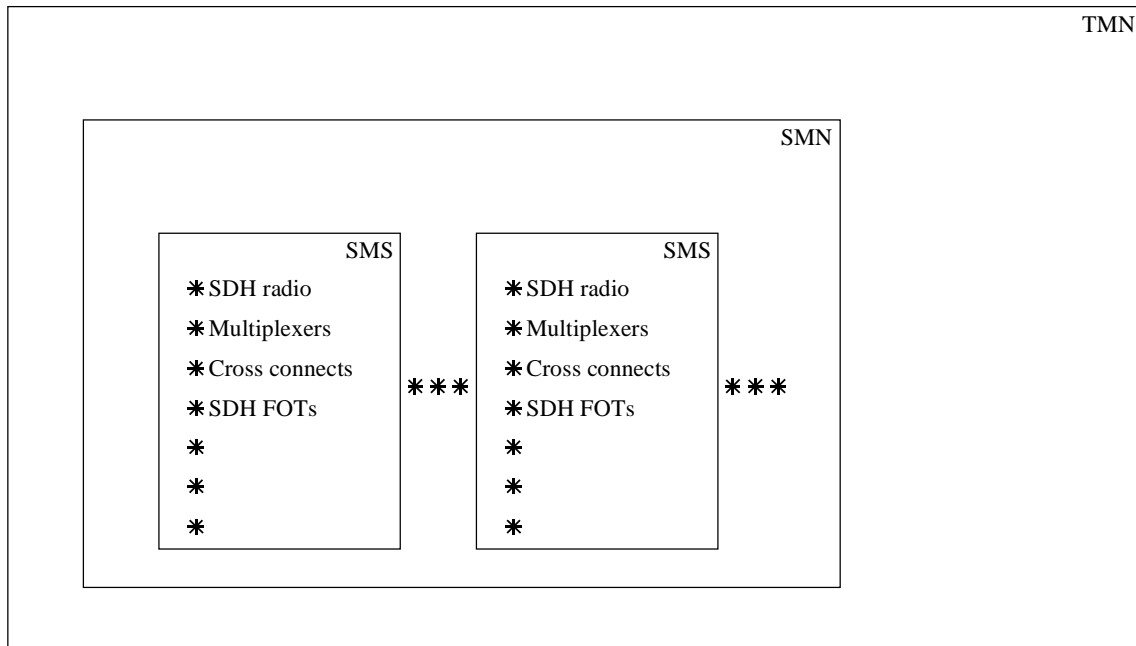 TMN
SMN
SMS
* SDH radio
* Multiplexers
* Cross connects
* SDH FOTs
*
*
*
* * *
SMS
* SDH radio
* Multiplexers
* Cross connects
* SDH FOTs
*
*
*
* * *